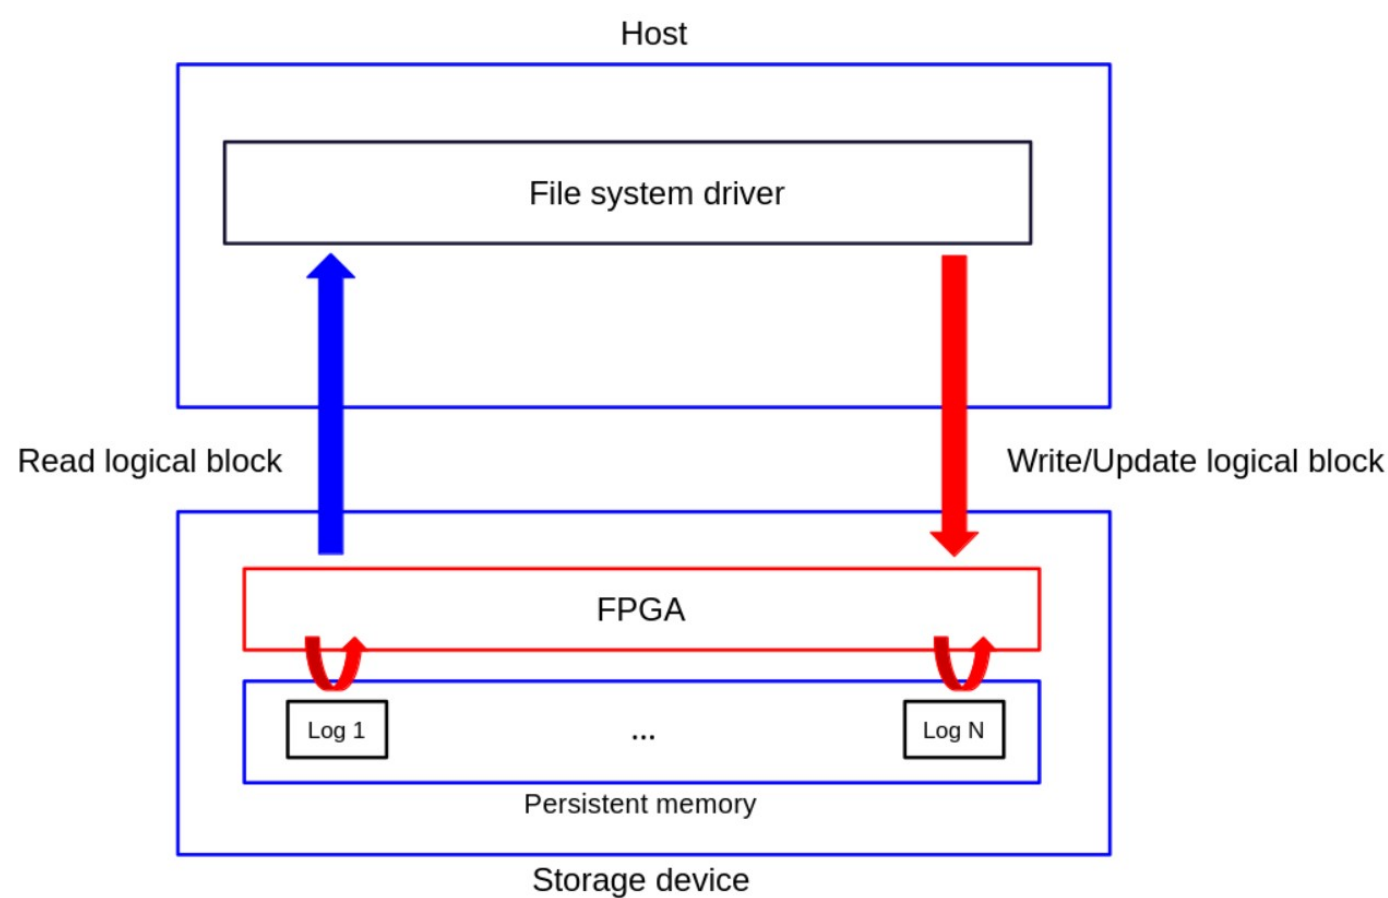 Host
File system driver
Read logical block
Write/Update logical block
FPGA
Log 1
...
Log N
Persistent memory
Storage device